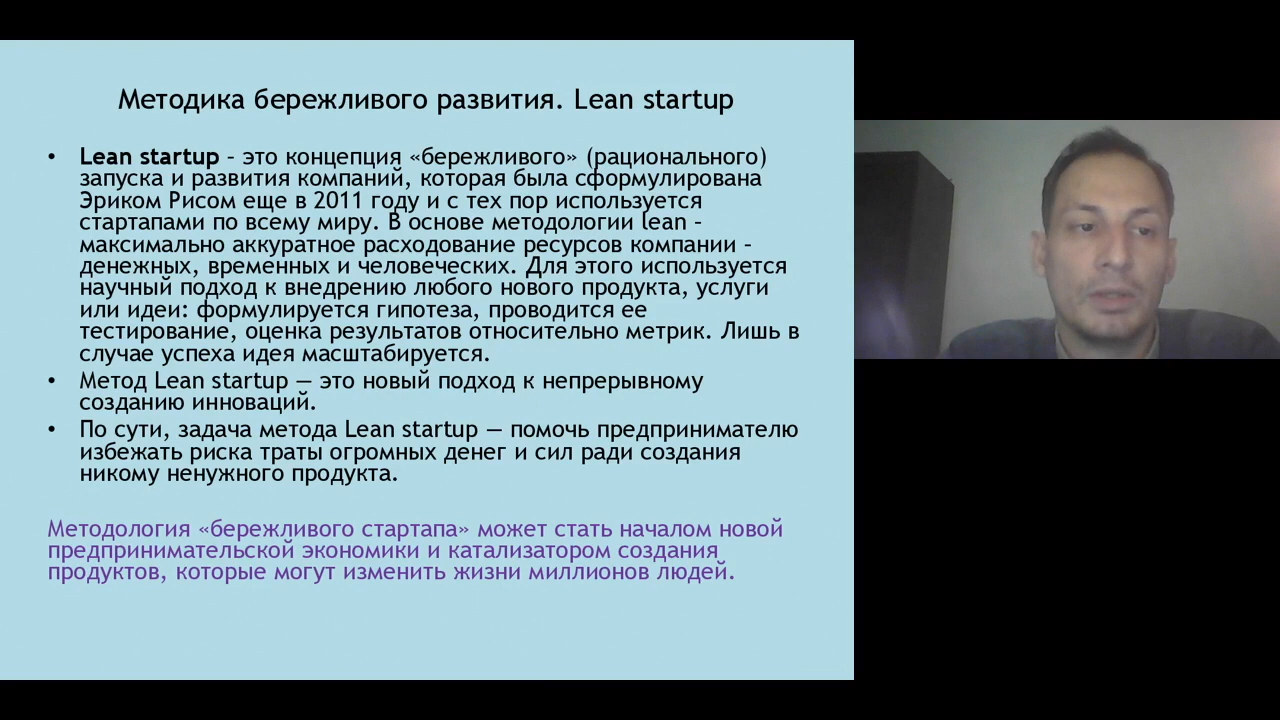 Методика бережливого развития. Lean startup
• Lean startup – это концепция «бережливого» (рационального)
запуска и развития компаний, которая была сформулирована
Эриком Рисом еще в 2011 году и с тех пор используется
стартапами по всему миру. В основе методологии lean –
максимально аккуратное расходование ресурсов компании –
денежных, временных и человеческих. Для этого используется
научный подход к внедрению любого нового продукта, услуги
или идеи: формулируется гипотеза, проводится ее
тестирование, оценка результатов относительно метрик. Лишь в
случае успеха идея масштабируется.
• Метод Lean startup — это новый подход к непрерывному
созданию инноваций.
• По сути, задача метода Lean startup — помочь предпринимателю
избежать риска траты огромных денег и сил ради создания
никому ненужного продукта.
Методология «бережливого стартапа» может стать началом новой
предпринимательской экономики и катализатором создания
продуктов, которые могут изменить жизни миллионов людей.